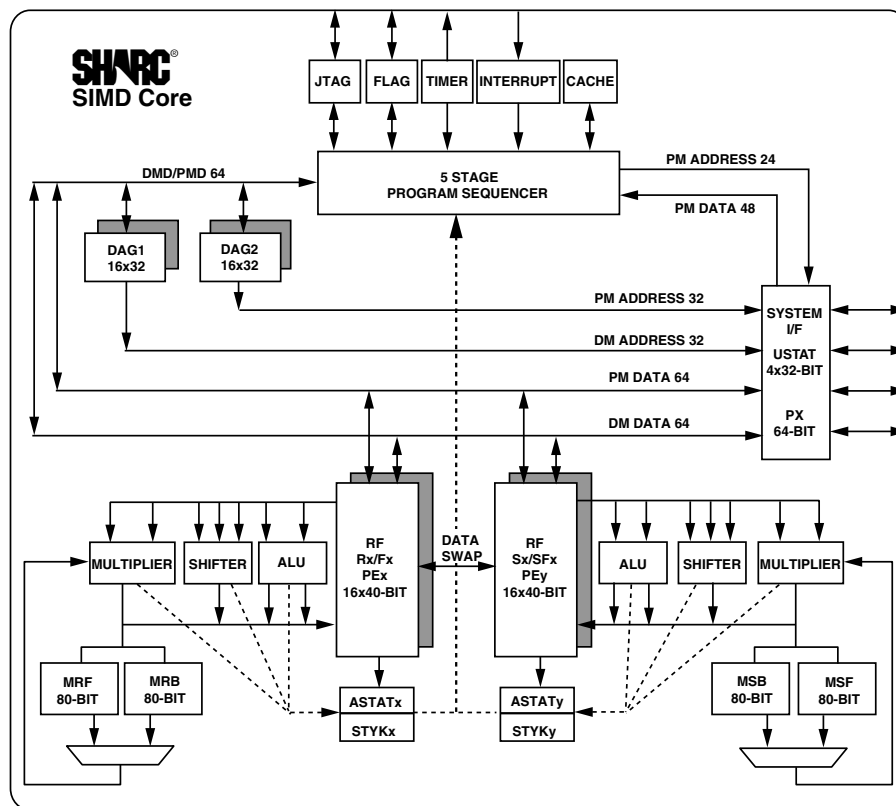 SHARC®
SIMD Core
JTAG
FLAG
TIMER
INTERRUPT
CACHE
5 STAGE
PROGRAM SEQUENCER
PM ADDRESS 24
PM DATA 48
DMD/PMD 64
DAG1
16x32
DAG2
16x32
PM ADDRESS 32
DM ADDRESS 32
PM DATA 64
DM DATA 64
SYSTEM
I/F
USTAT
4x32-BIT
PX
64-BIT
MULTIPLIER
SHIFTER
ALU
RF
Rx/Fx
PEx
16x40-BIT
DATA
SWAP
RF
Sx/SFx
PEy
16x40-BIT
ALU
SHIFTER
MULTIPLIER
MRF
80-BIT
MRB
80-BIT
ASTATx
STYKx
ASTATy
STYKy
MSB
80-BIT
MSF
80-BIT